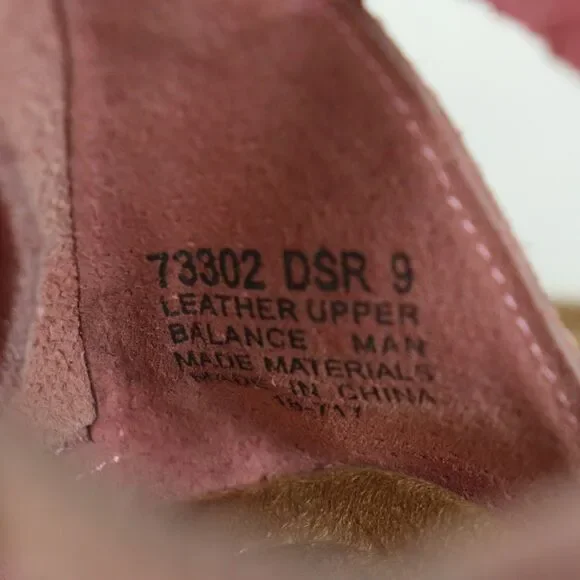 73302 DSR 9
LEATHER UPPER
BALANCE MAN
MADE MATERIALS
MADE IN CHINA